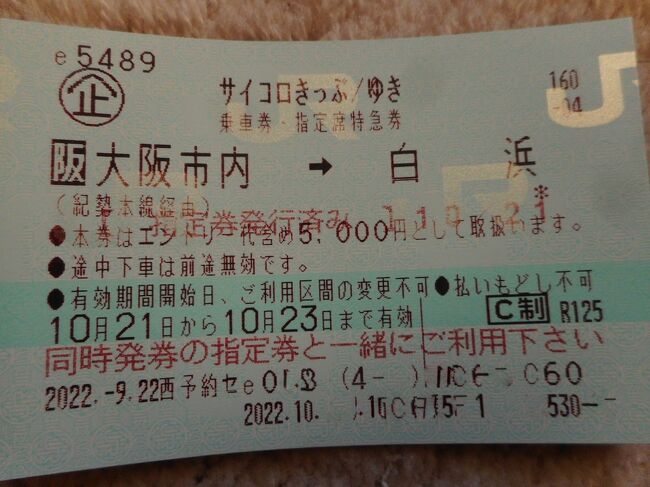 e5489
企 サイコロきっぷ/ゆき 160
乗車券・指定席特急券 -04
阪 大阪市内 → 白浜
(紀勢本線経由)
指定券発行済み
●本券はエントリー代含め5,000円として取扱います。
●途中下車は前途無効です。
●有効期間開始日、ご利用区間の変更不可 ●払いもどし不可
10月21日から10月23日まで有効 C制 R125
同時発券の指定券と一緒にご利用下さい
2022.-9.22西予約セe (4- C60
2022.10. 530--